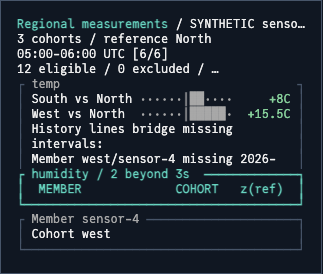 Regional measurements / SYNTHETIC senso…
3 cohorts / reference North
05:00-06:00 UTC [6/6]
12 eligible / 0 excluded / …
temp
South vs North ······|██···· +8C
West vs North ······|█████· +15.5C
History lines bridge missing
intervals:
Member west/sensor-4 missing 2026-
humidity / 2 beyond 3s
MEMBER COHORT z(ref)
Member sensor-4
Cohort west